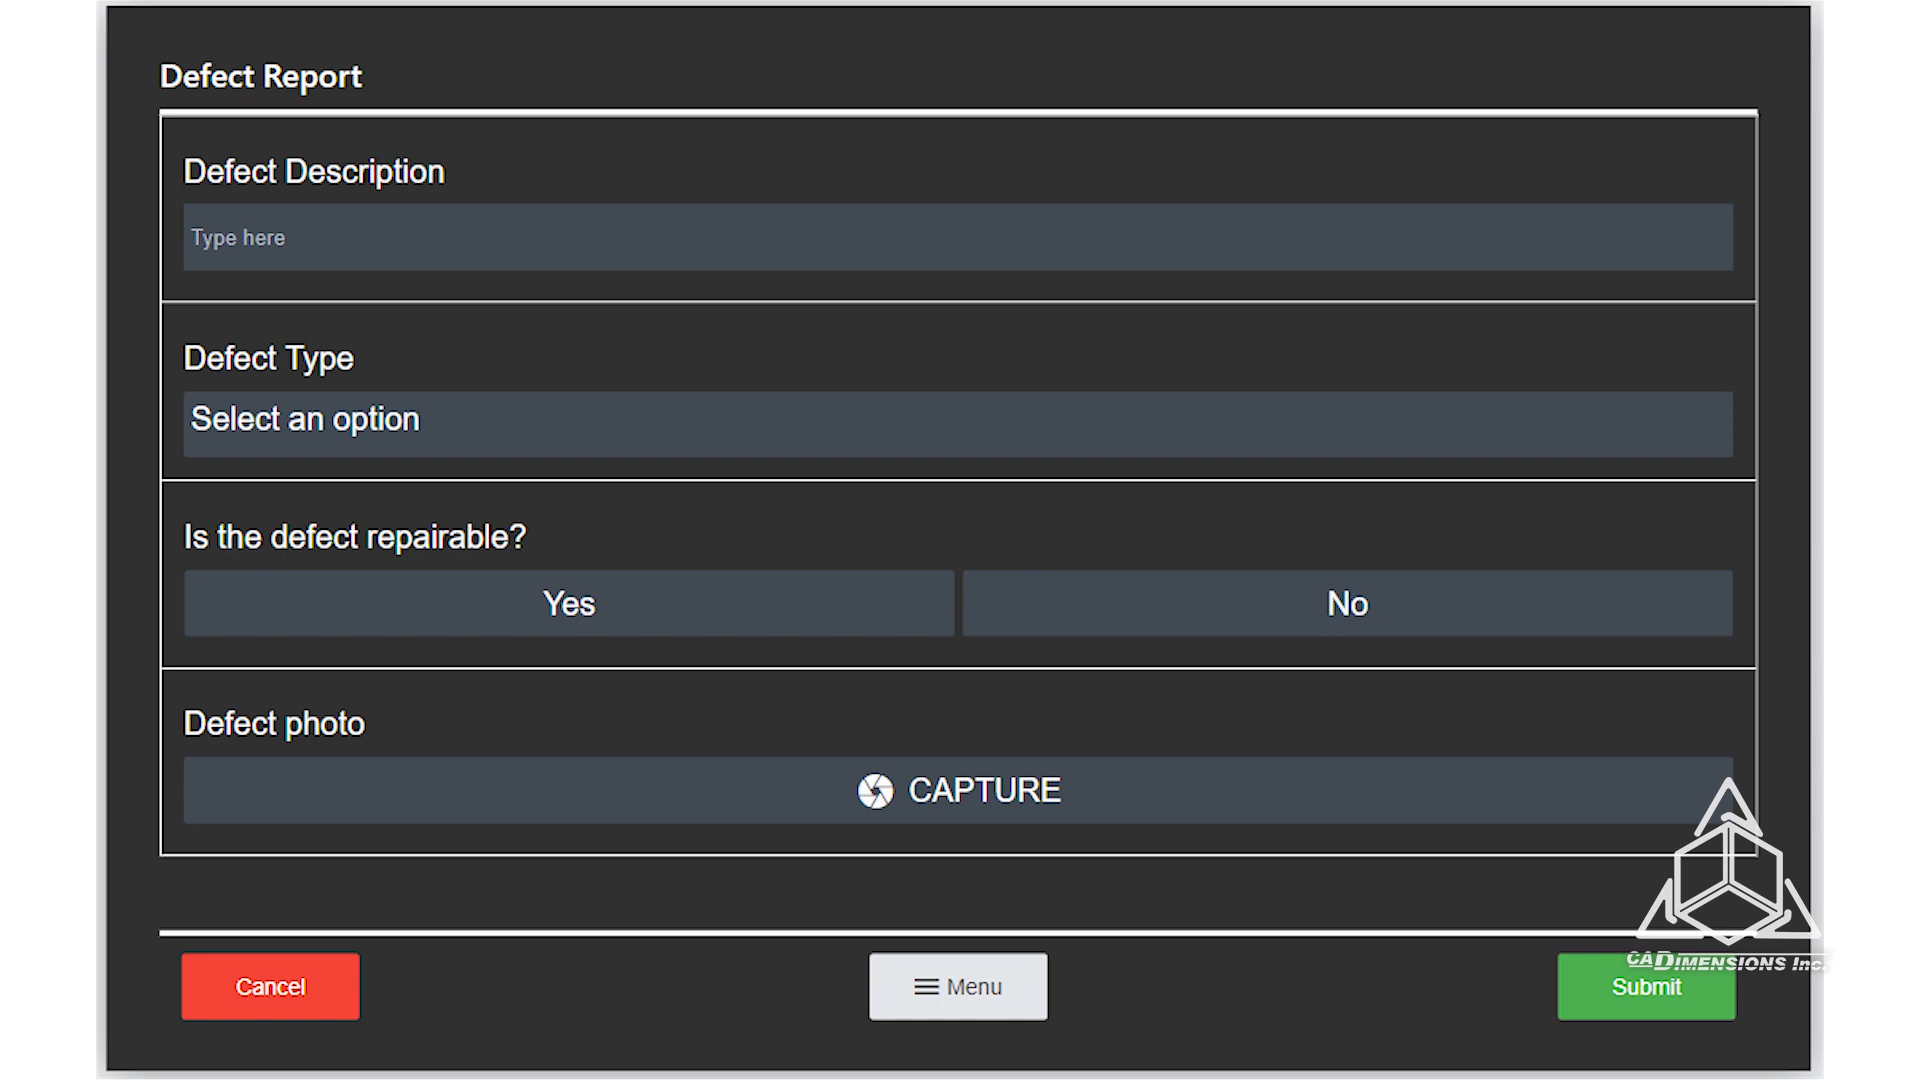 Defect Report
Defect Description
Type here
Defect Type
Select an option
Is the defect repairable?
Yes
No
Defect photo
CAPTURE
CADIMENSIONS Inc.
Cancel
Menu
Submit